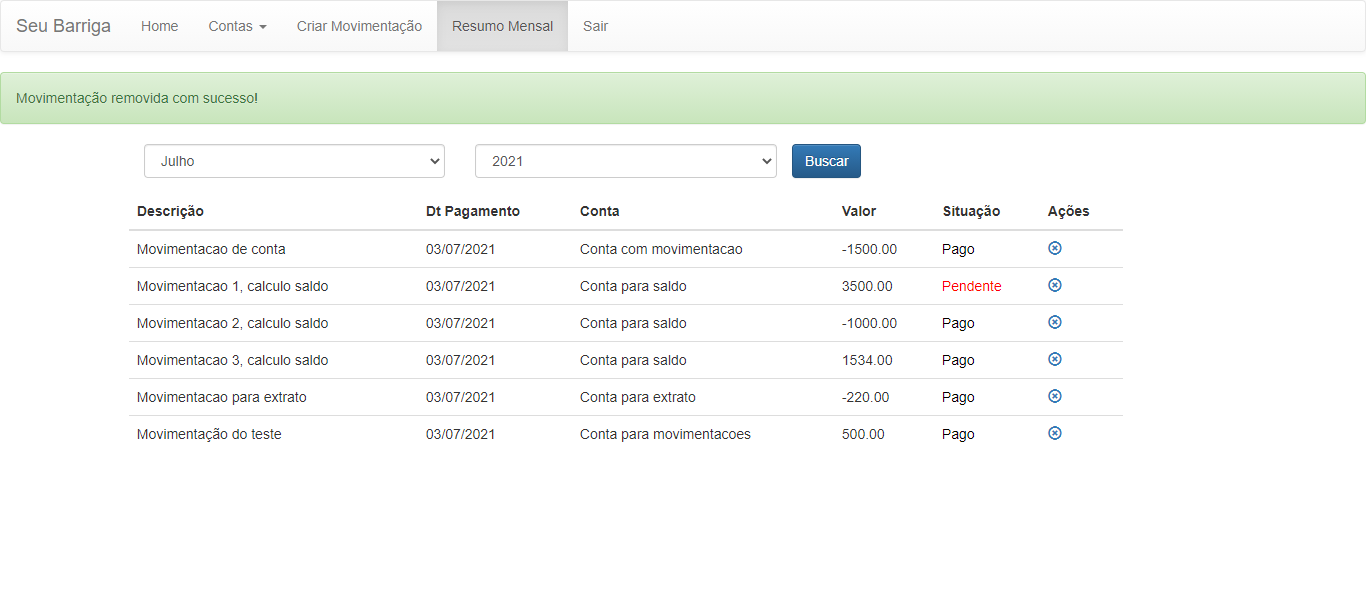 Seu Barriga Home Contas Criar Movimentação Resumo Mensal Sair
Movimentação removida com sucesso!
Julho 2021 Buscar
Descrição Dt Pagamento Conta Valor Situação Ações
Movimentacao de conta 03/07/2021 Conta com movimentacao -1500.00 Pago
Movimentacao 1, calculo saldo 03/07/2021 Conta para saldo 3500.00 Pendente
Movimentacao 2, calculo saldo 03/07/2021 Conta para saldo -1000.00 Pago
Movimentacao 3, calculo saldo 03/07/2021 Conta para saldo 1534.00 Pago
Movimentacao para extrato 03/07/2021 Conta para extrato -220.00 Pago
Movimentação do teste 03/07/2021 Conta para movimentacoes 500.00 Pago